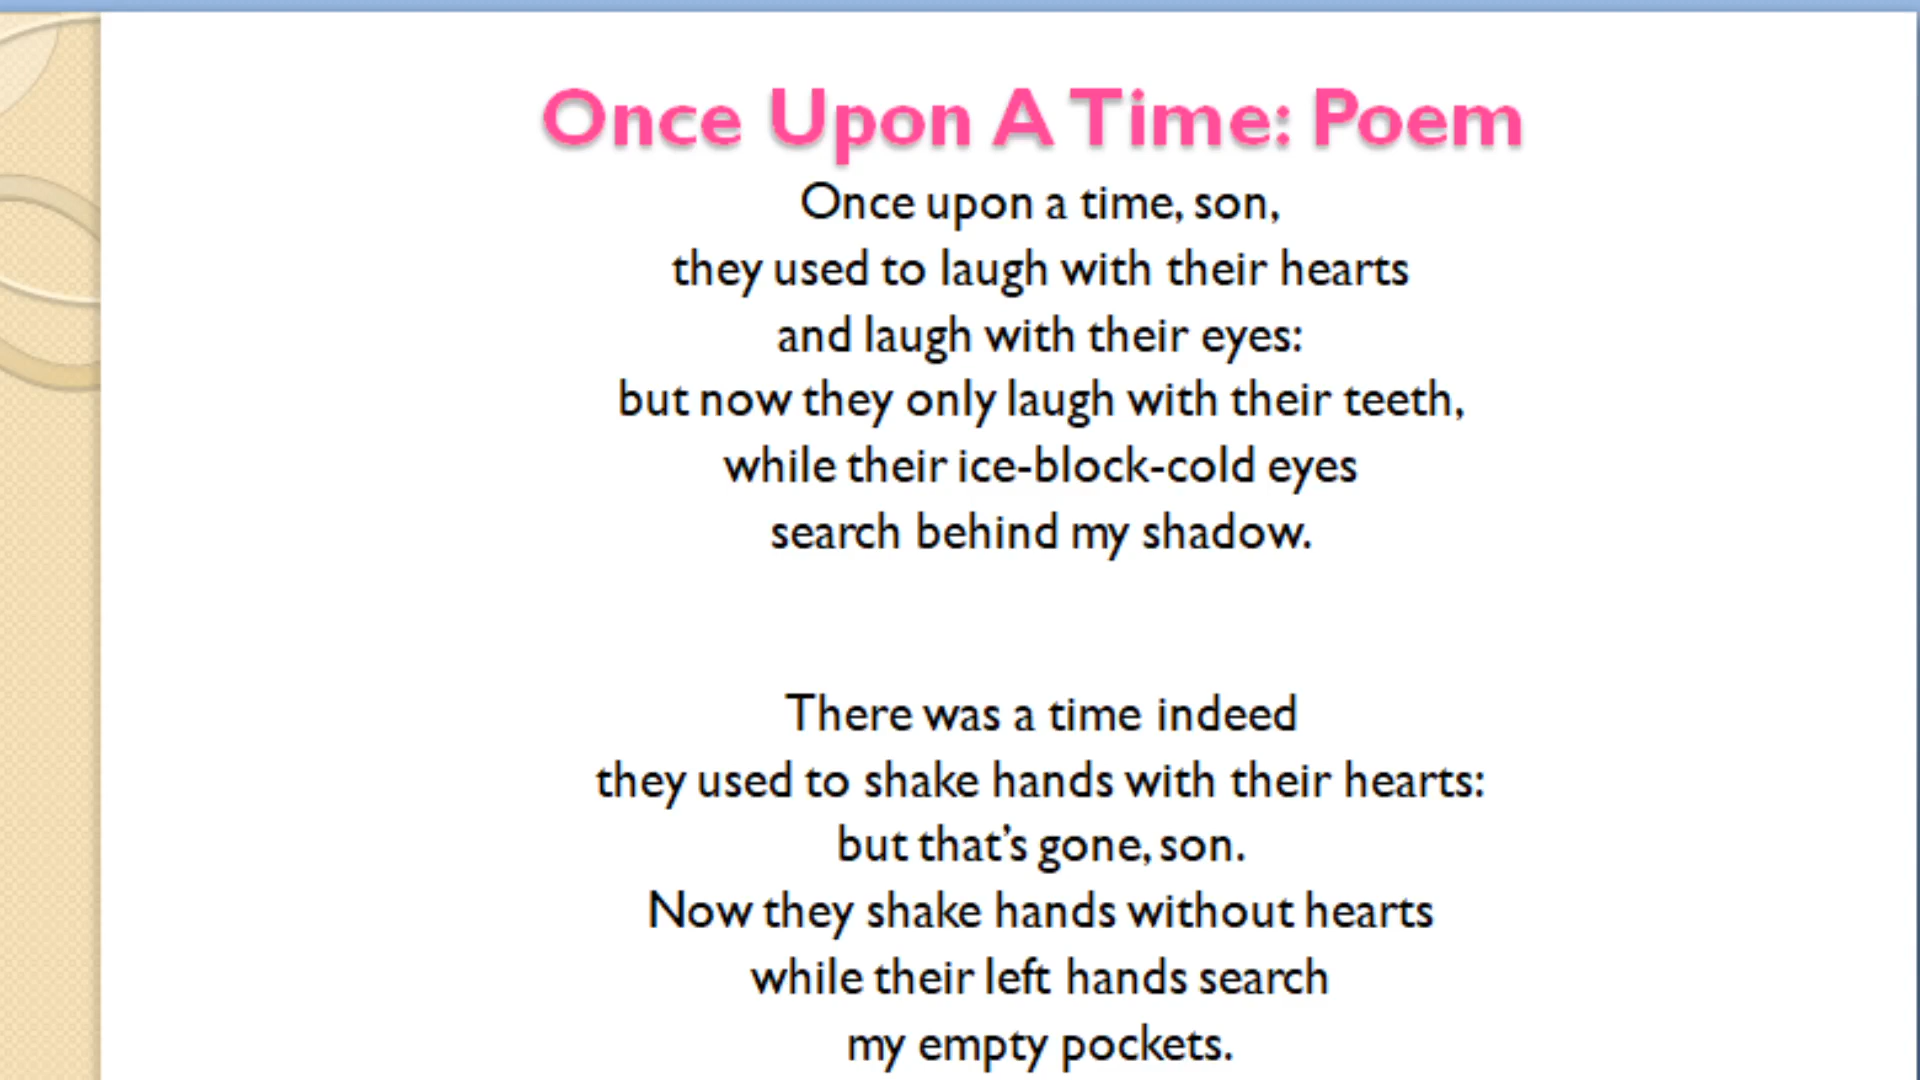 Once Upon A Time: Poem
Once upon a time, son,
they used to laugh with their hearts
and laugh with their eyes:
but now they only laugh with their teeth,
while their ice-block-cold eyes
search behind my shadow.
There was a time indeed
they used to shake hands with their hearts:
but that’s gone, son.
Now they shake hands without hearts
while their left hands search
my empty pockets.